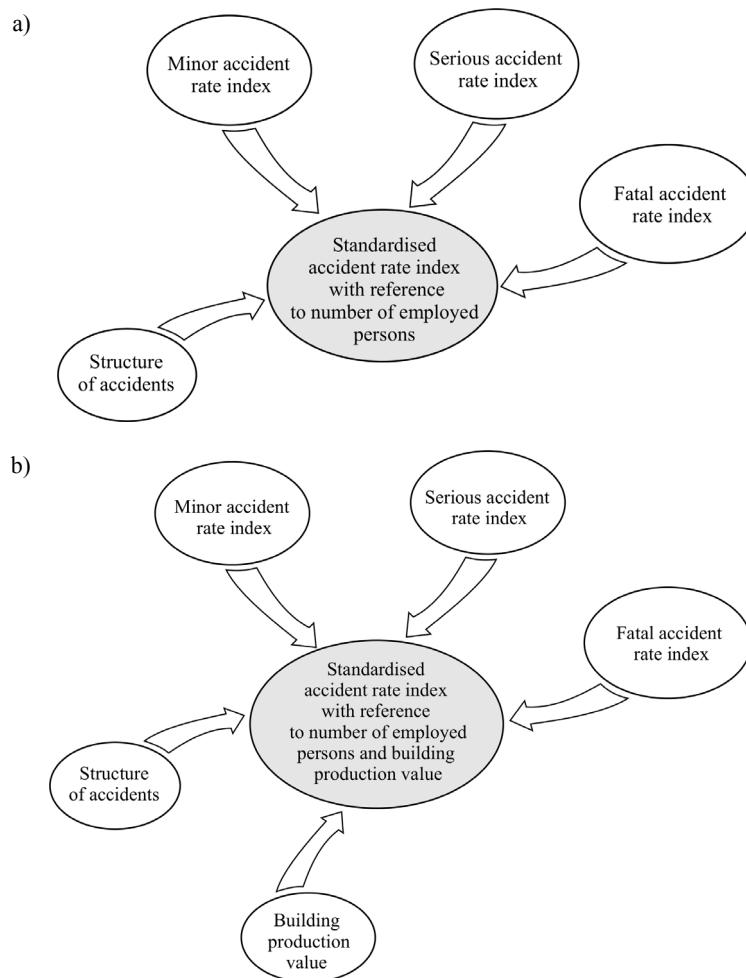 a)
Minor accident
rate index
Serious accident
rate index
Fatal accident
rate index
Standardised
accident rate index
with reference
to number of employed
persons
Structure
of accidents
b)
Minor accident
rate index
Serious accident
rate index
Fatal accident
rate index
Standardised
accident rate index
with reference
to number of employed
persons and building
production value
Structure
of accidents
Building
production
value